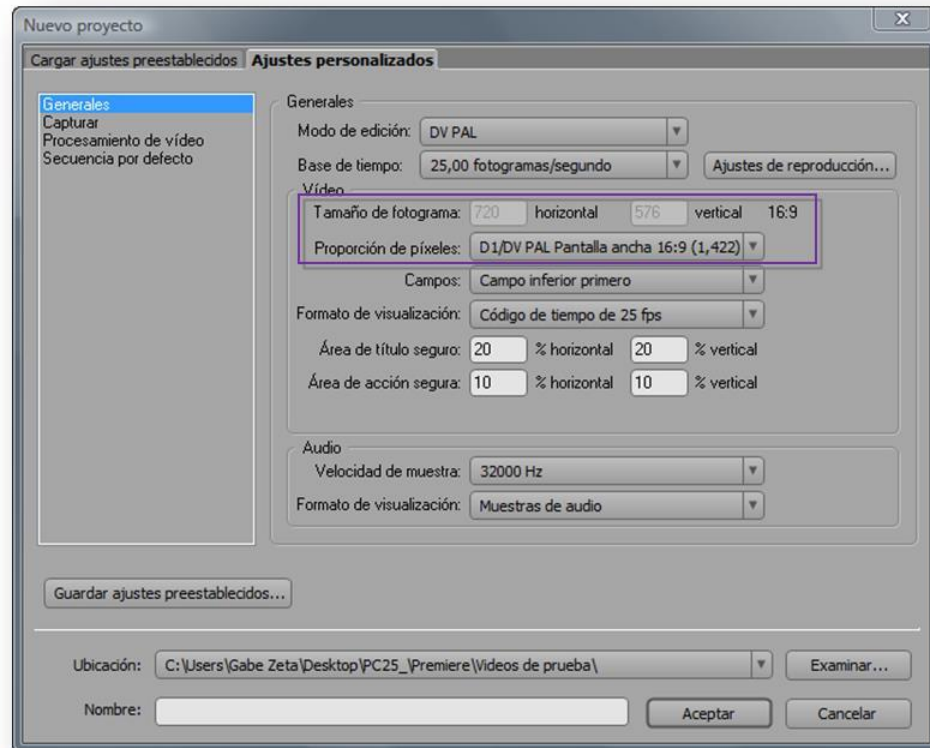 Nuevo proyecto
Cargar ajustes preestablecidos Ajustes personalizados
Generales
Capturar
Procesamiento de vídeo
Secuencia por defecto
Generales
Modo de edición: DV PAL
Base de tiempo: 25,00 fotogramas/segundo Ajustes de reproducción...
Vídeo
Tamaño de fotograma: 720 horizontal 576 vertical 16:9
Proporción de píxeles: D1/DV PAL Pantalla ancha 16:9 (1,422)
Campos: Campo inferior primero
Formato de visualización: Código de tiempo de 25 fps
Área de título seguro: 20 % horizontal 20 % vertical
Área de acción segura: 10 % horizontal 10 % vertical
Audio
Velocidad de muestra: 32000 Hz
Formato de visualización: Muestras de audio
Guardar ajustes preestablecidos...
Ubicación: C:\Users\Gabe Zeta\Desktop\PC25_\Premiere\Videos de prueba\ Examinar...
Nombre: Aceptar Cancelar